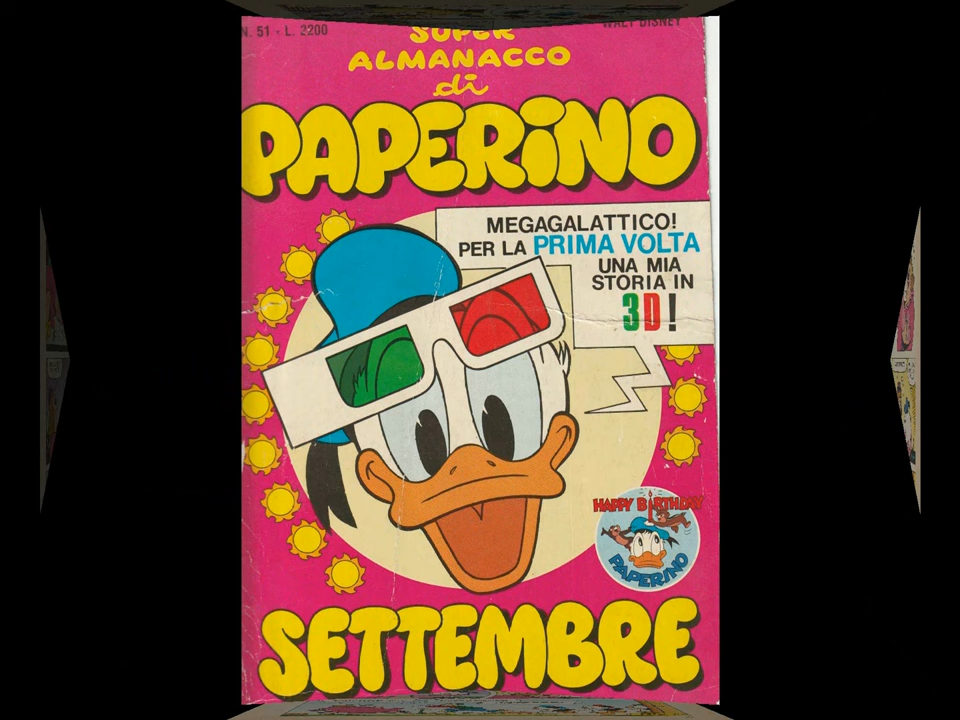 N. 51 - L. 2200
WALT DISNEY
SUPER
ALMANACCO
di
PAPERINO
MEGAGALATTICO!
PER LA PRIMA VOLTA
UNA MIA
STORIA IN
3D!
HAPPY BIRTHDAY
PAPERINO
SETTEMBRE